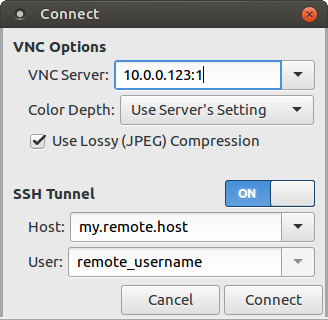 Connect
VNC Options
VNC Server: 10.0.0.123:1
Color Depth: Use Server's Setting
Use Lossy (JPEG) Compression
SSH Tunnel ON
Host: my.remote.host
User: remote_username
Cancel Connect